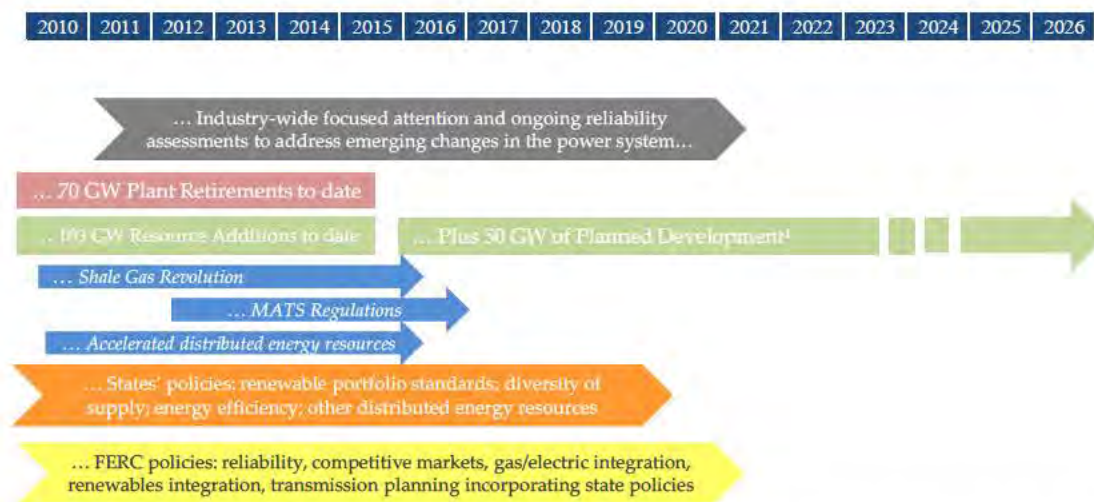 2010 2011 2012 2013 2014 2015 2016 2017 2018 2019 2020 2021 2022 2023 2024 2025 2026
... Industry-wide focused attention and ongoing reliability
assessments to address emerging changes in the power system...
... 70 GW Plant Retirements to date
... GW Resource Additions to date ... Plus 50 GW of Planned Development¹
... Shale Gas Revolution
... MATS Regulations
... Accelerated distributed energy resources
... States' policies: renewable portfolio standards; diversity of
supply; energy efficiency; other distributed energy resources
... FERC policies: reliability, competitive markets, gas/electric integration,
renewables integration, transmission planning incorporating state policies